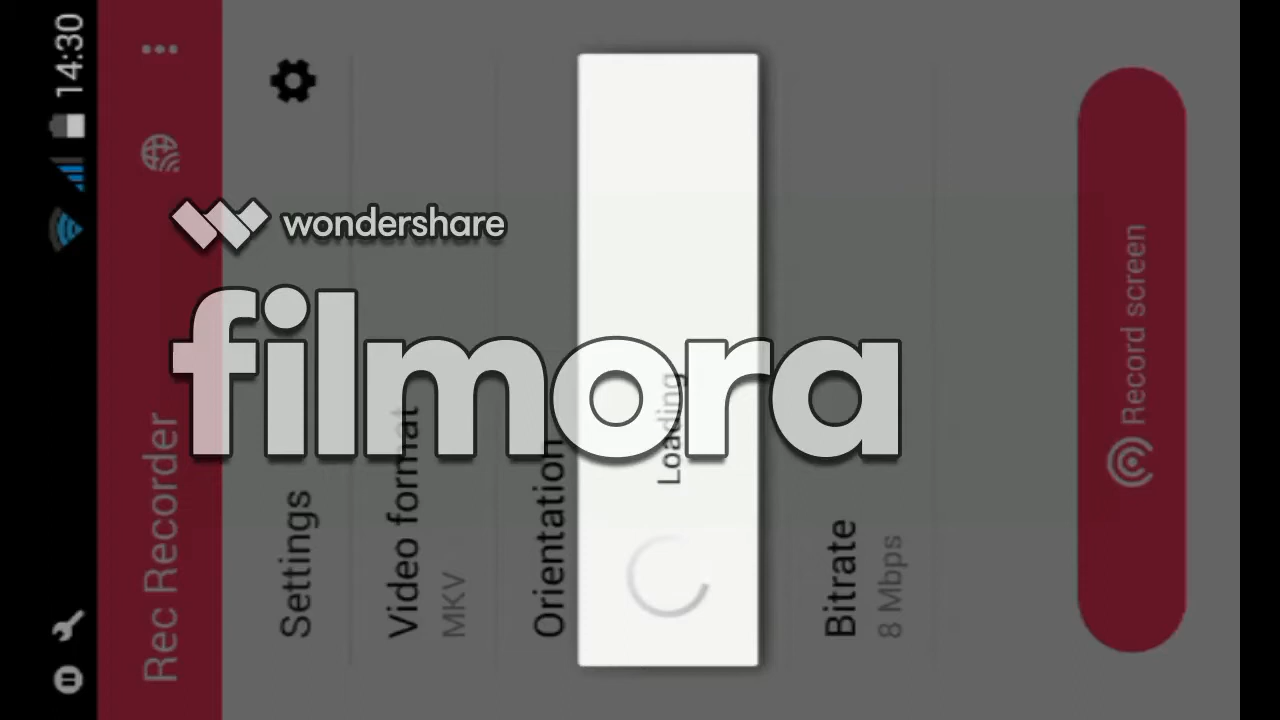 14:30
Rec Recorder
wondershare
filmora
Settings
Video format
MKV
Orientation
Loading
Bitrate
8 Mbps
Record screen